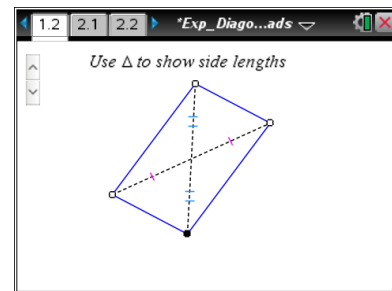 1.2 2.1 2.2 *Exp_Diago...ads
Use Δ to show side lengths